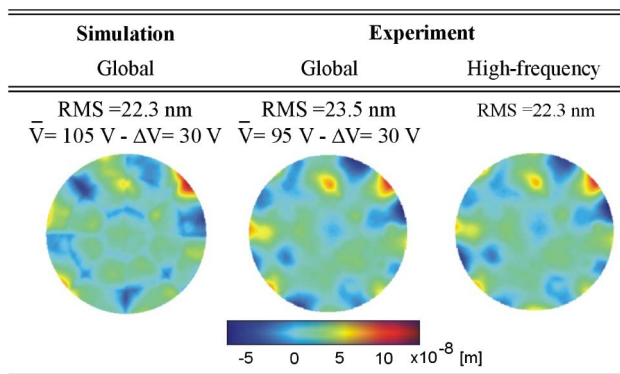 Simulation Experiment
Global Global High-frequency
RMS =22.3 nm RMS =23.5 nm RMS =22.3 nm
V̅= 105 V - ΔV= 30 V V̅= 95 V - ΔV= 30 V
-5 0 5 10 x10⁻⁸ [m]